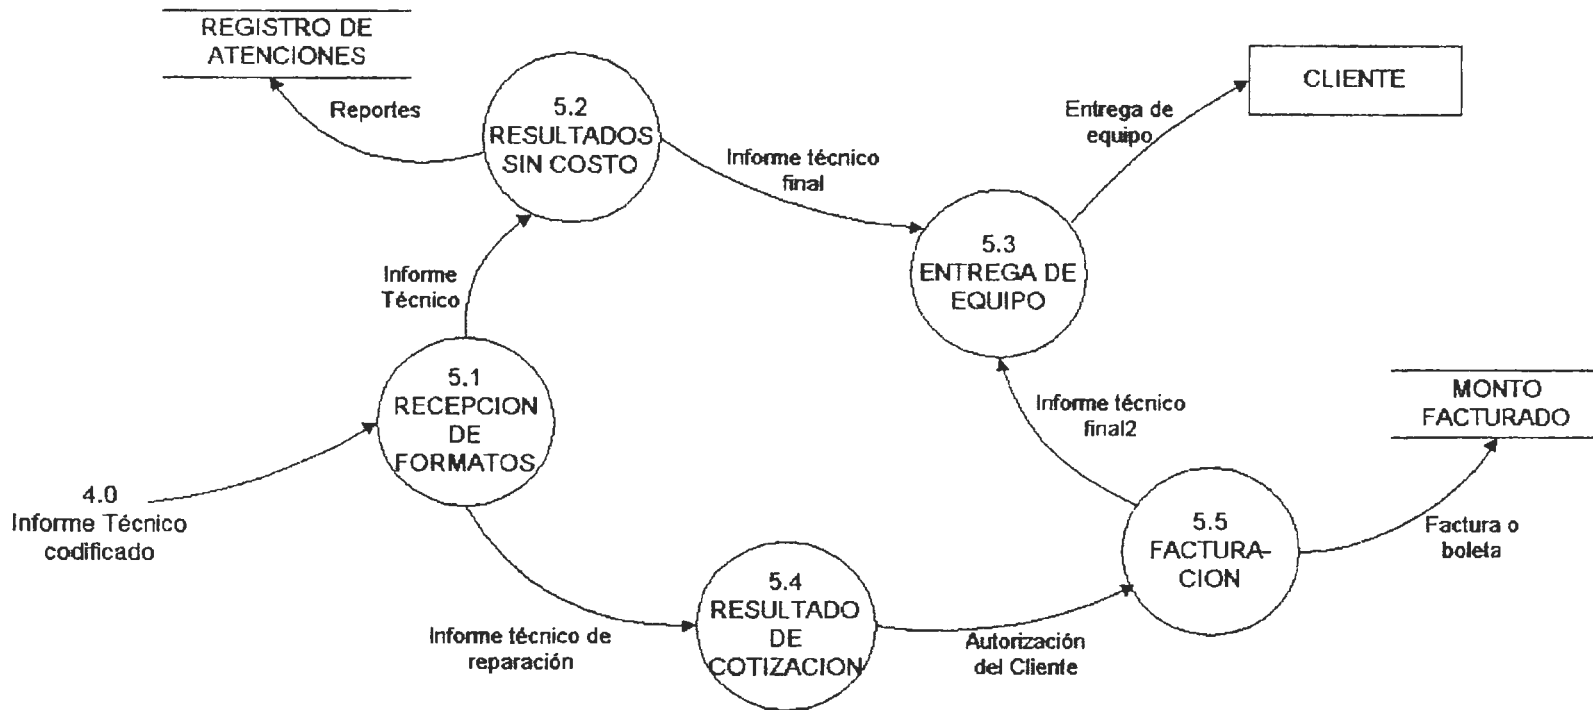 REGISTRO DE
ATENCIONES
Reportes
5.2
RESULTADOS
SIN COSTO
Informe técnico
final
Entrega de
equipo
CLIENTE
5.3
ENTREGA DE
EQUIPO
Informe
Técnico
5.1
RECEPCION
DE
FORMATOS
4.0
Informe Técnico
codificado
Informe técnico
final2
MONTO
FACTURADO
5.5
FACTURA-
CION
Factura o
boleta
Informe técnico de
reparación
5.4
RESULTADO
DE
COTIZACION
Autorización
del Cliente